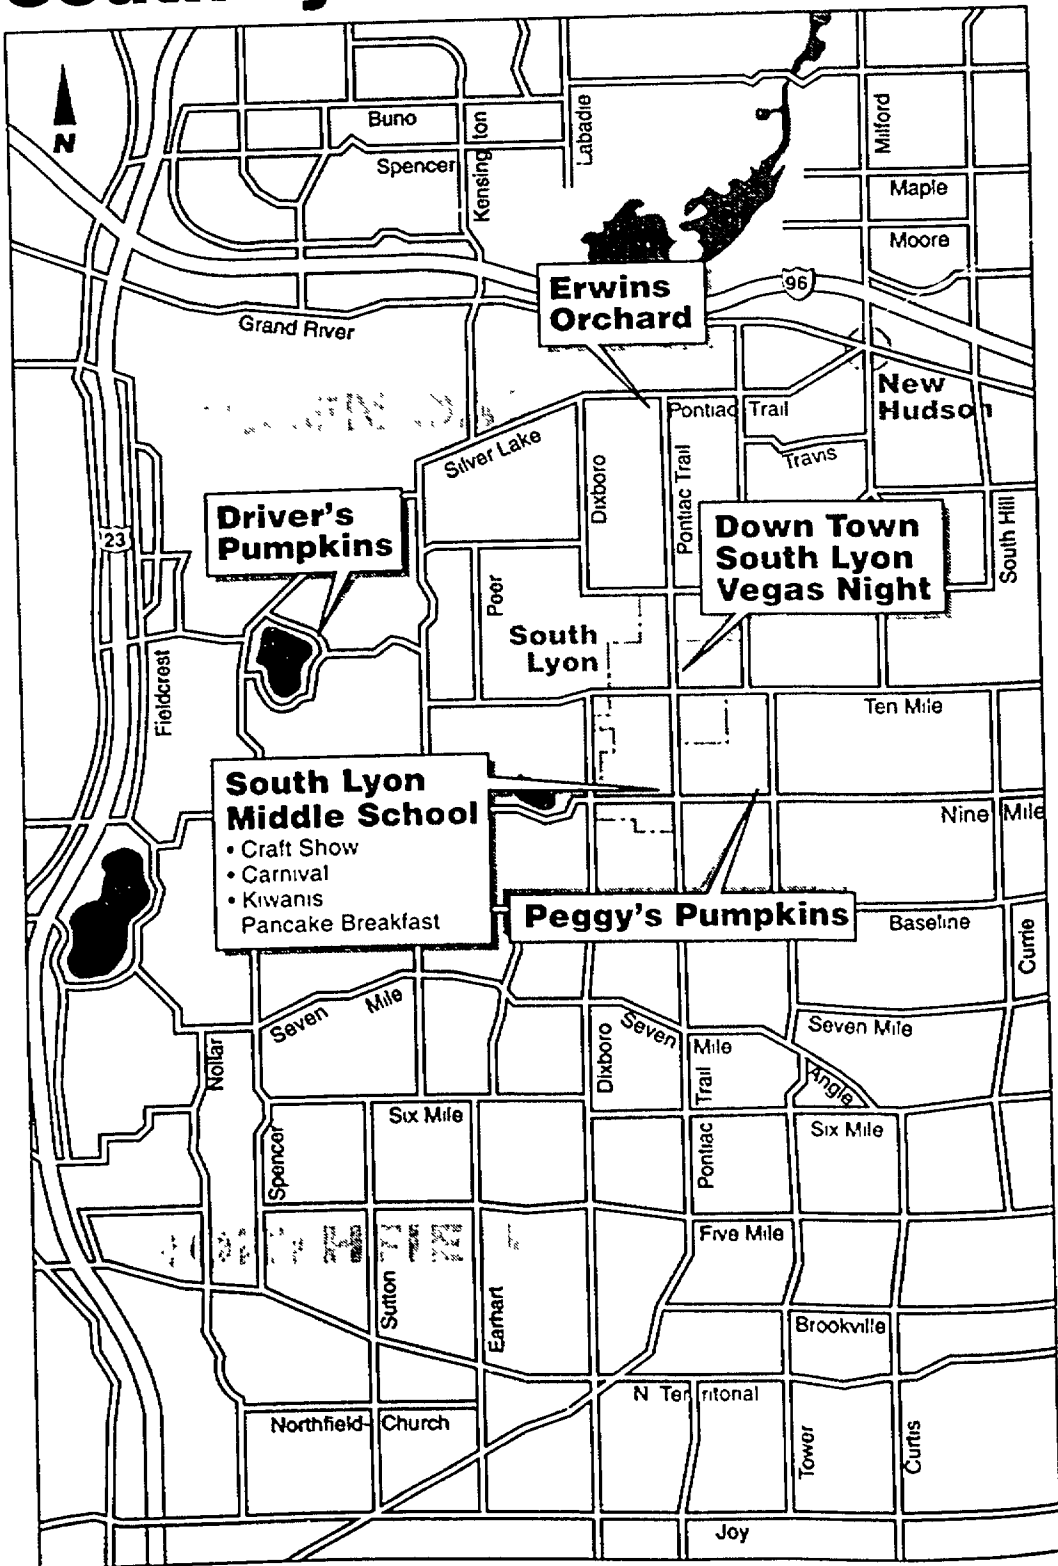 Buno
Spencer
Kensington
Labadie
Milford
Maple
Moore
96
Erwins
Orchard
Grand River
New
Hudson
Pontiac Trail
Silver Lake
Travis
Dixboro
Pontiac Trail
South Hill
Driver's
Pumpkins
23
Down Town
South Lyon
Vegas Night
Poer
South
Lyon
Fieldcrest
Ten Mile
South Lyon
Middle School
• Craft Show
• Carnival
• Kiwanis
Pancake Breakfast
Nine Mile
Peggy's Pumpkins
Baseline
Currie
Seven Mile
Seven Mile
Seven Mile
Nollar
Dixboro
Angle
Pontiac Trail
Six Mile
Six Mile
Spencer
Five Mile
Sutton
Earhart
Brookville
N Territorial
Northfield-Church
Tower
Curtis
Joy
N